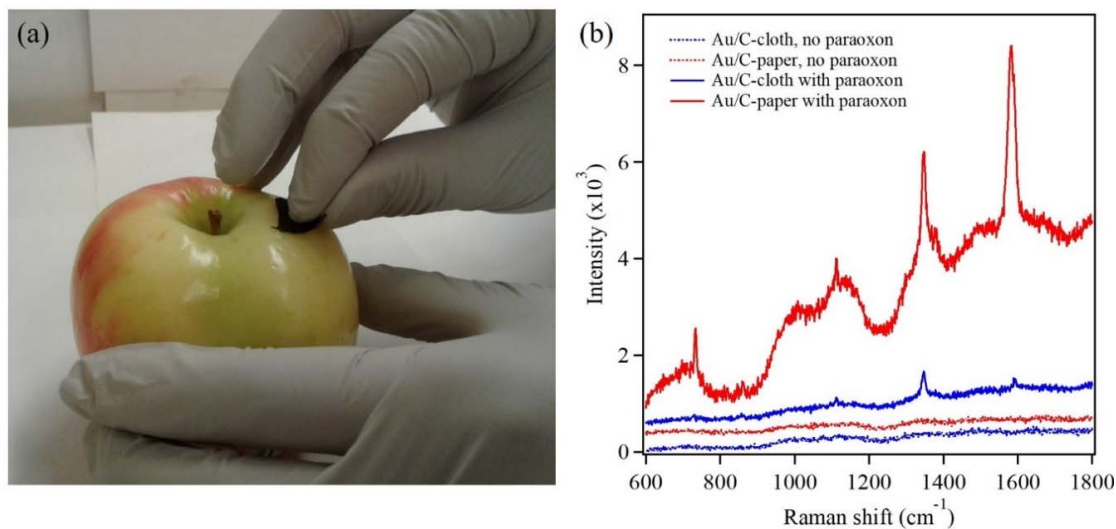 (a)
(b)
Au/C-cloth, no paraoxon
Au/C-paper, no paraoxon
Au/C-cloth with paraoxon
Au/C-paper with paraoxon
8
6
4
2
0
Intensity (x10³)
600 800 1000 1200 1400 1600 1800
Raman shift (cm⁻¹)